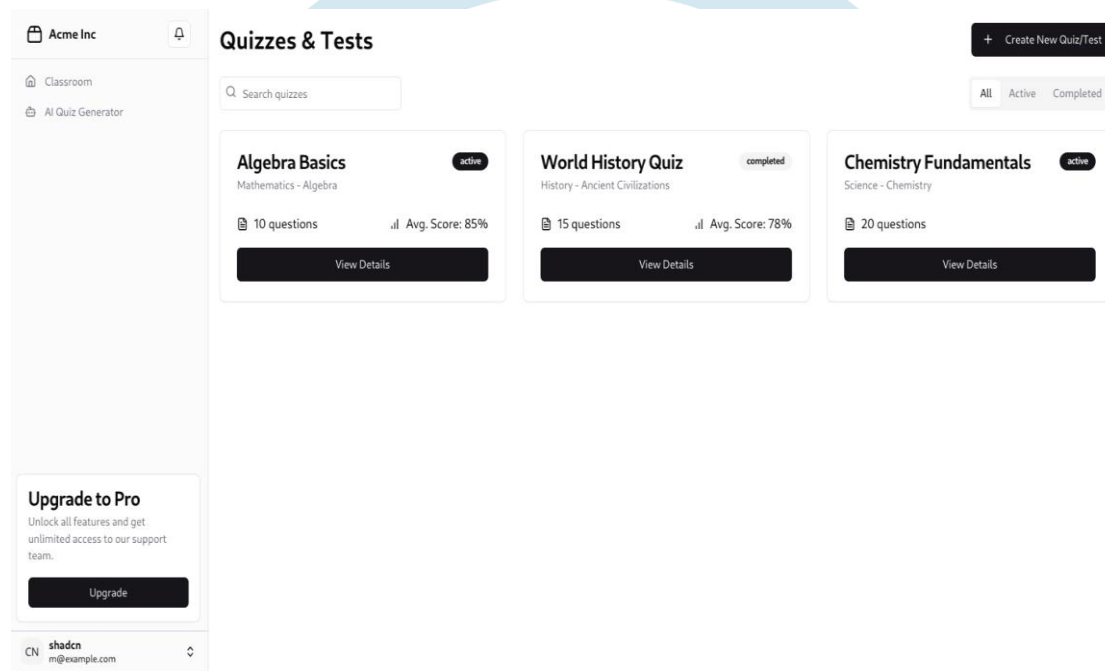 Acme Inc
Classroom
AI Quiz Generator
Upgrade to Pro
Unlock all features and get
unlimited access to our support
team.
Upgrade
CN
shadcn
m@example.com
Quizzes & Tests
+ Create New Quiz/Test
Search quizzes
All Active Completed
Algebra Basics active
Mathematics - Algebra
10 questions Avg. Score: 85%
View Details
World History Quiz completed
History - Ancient Civilizations
15 questions Avg. Score: 78%
View Details
Chemistry Fundamentals active
Science - Chemistry
20 questions
View Details